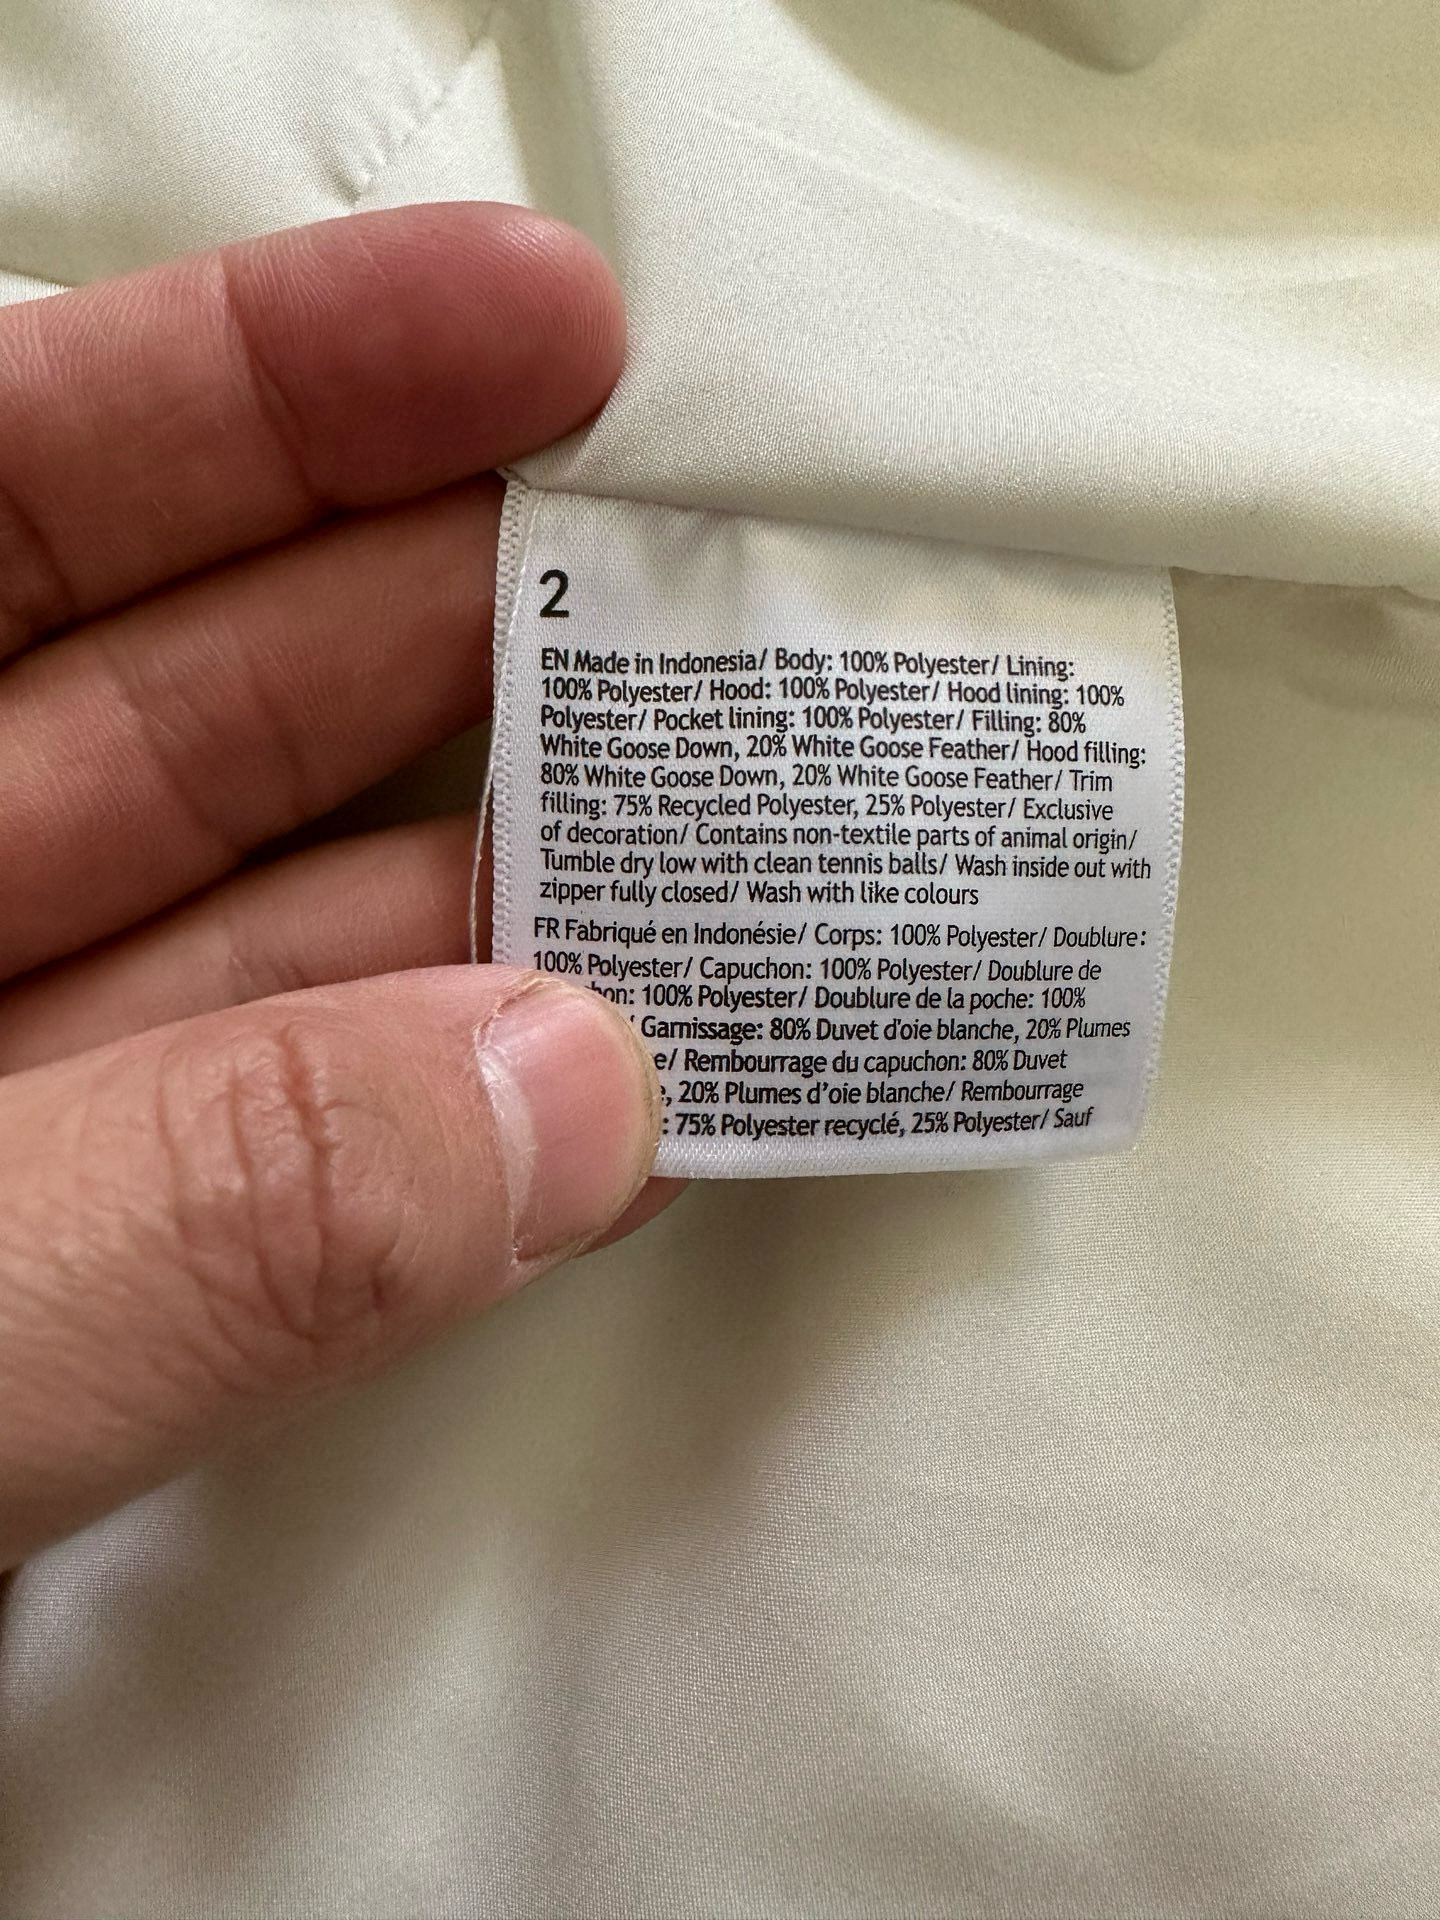 2
EN Made in Indonesia/ Body: 100% Polyester/ Lining:
100% Polyester/ Hood: 100% Polyester/ Hood lining: 100%
Polyester/ Pocket lining: 100% Polyester/ Filling: 80%
White Goose Down, 20% White Goose Feather/ Hood filling:
80% White Goose Down, 20% White Goose Feather/ Trim
filling: 75% Recycled Polyester, 25% Polyester/ Exclusive
of decoration/ Contains non-textile parts of animal origin/
Tumble dry low with clean tennis balls/ Wash inside out with
zipper fully closed/ Wash with like colours
FR Fabriqué en Indonésie/ Corps: 100% Polyester/ Doublure:
100% Polyester/ Capuchon: 100% Polyester/ Doublure de
100% Polyester/ Doublure de la poche: 100%
Garnissage: 80% Duvet d'oie blanche, 20% Plumes
Rembourrage du capuchon: 80% Duvet
20% Plumes d'oie blanche/ Rembourrage
: 75% Polyester recyclé, 25% Polyester/ Sauf